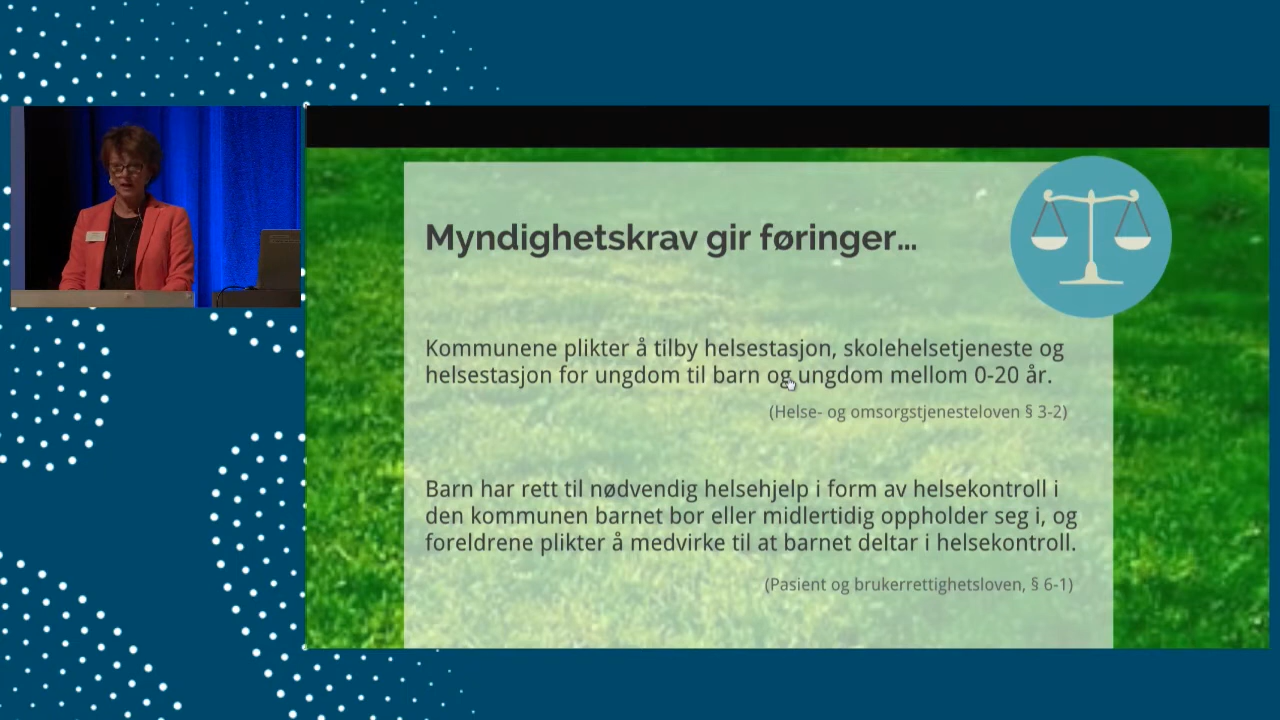 Myndighetskrav gir føringer...
Kommunene plikter å tilby helsestasjon, skolehelsetjeneste og
helsestasjon for ungdom til barn og ungdom mellom 0-20 år.
(Helse- og omsorgstjenesteloven § 3-2)
Barn har rett til nødvendig helsehjelp i form av helsekontroll i
den kommunen barnet bor eller midlertidig oppholder seg i, og
foreldrene plikter å medvirke til at barnet deltar i helsekontroll.
(Pasient og brukerrettighetsloven, § 6-1)